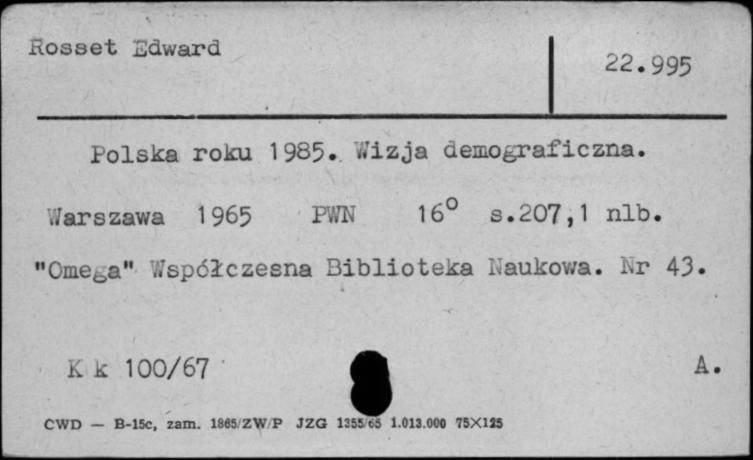 Rosset Edward
22.995
Polska roku 1985. Wizja demograficzna.
Warszawa 1965 PWN 16° s.207,1 nlb.
"Omega" Współczesna Biblioteka Naukowa. Nr 43.
K k 100/67 A.
CWD — B-15c, zam. 1865/ZW/P JZG 1355/65 1.013.000 75X125